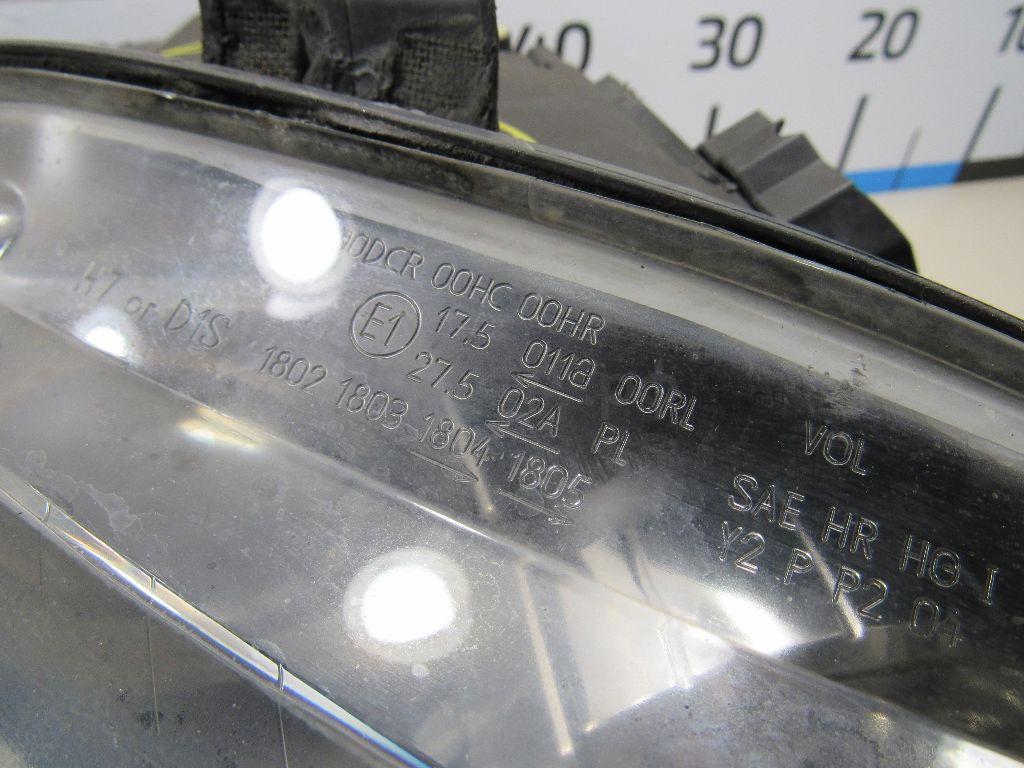 40 30 20
00HC 00HR
E1 17.5 011a 00RL VOL
H7 or D1S 27.5 02A PL
1802 1803 1804 1805
SAE HR HG I
Y2 P P2 04